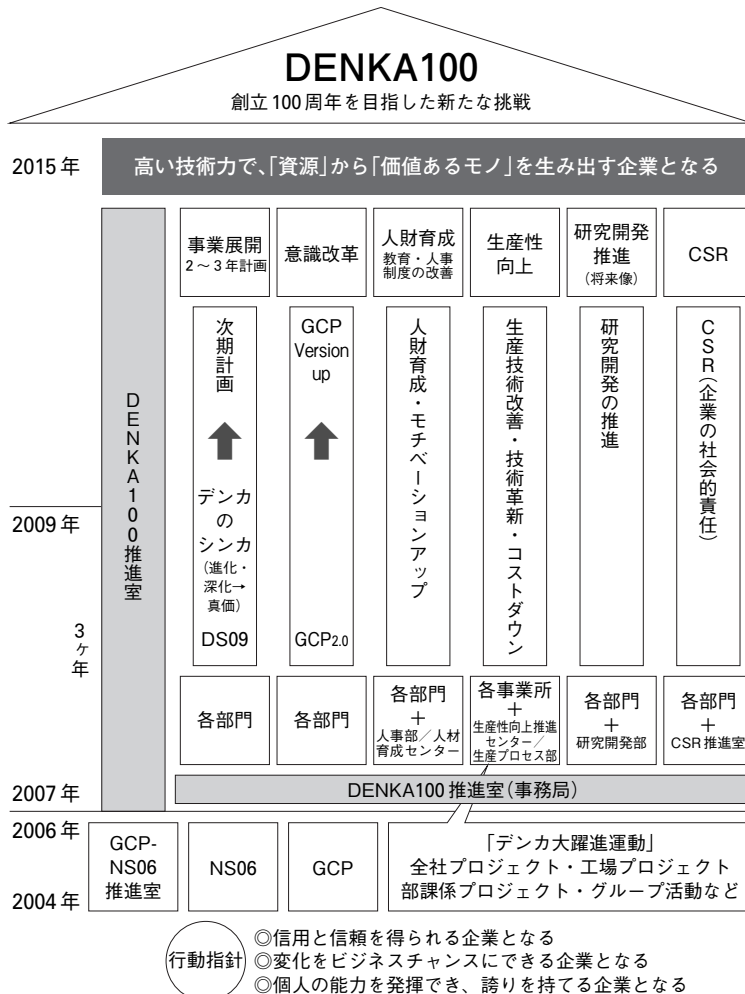 DENKA100
創立100周年を目指した新たな挑戦
2015年
高い技術力で、「資源」から「価値あるモノ」を生み出す企業となる
DENKA100推進室
事業展開
2～3年計画
意識改革
人財育成
教育・人事
制度の改善
生産性
向上
研究開発
推進
（将来像）
CSR
次期計画
デンカ
の
シンカ
（進化・
深化→
真価）
DS09
GCP
Version
up
GCP2.0
人財育成・モチベーションアップ
生産技術改善・技術革新・コストダウン
研究開発の推進
CSR（企業の社会的責任）
2009年
3ヶ年
各部門
各部門
各部門
＋
人事部／人材
育成センター
各事業所
＋
生産性向上推進
センター／
生産プロセス部
各部門
＋
研究開発部
各部門
＋
CSR推進室
2007年
DENKA100推進室（事務局）
2006年
2004年
GCP-
NS06
推進室
NS06
GCP
「デンカ大躍進運動」
全社プロジェクト・工場プロジェクト
部課係プロジェクト・グループ活動など
行動指針
◎信用と信頼を得られる企業となる
◎変化をビジネスチャンスにできる企業となる
◎個人の能力を発揮でき、誇りを持てる企業となる